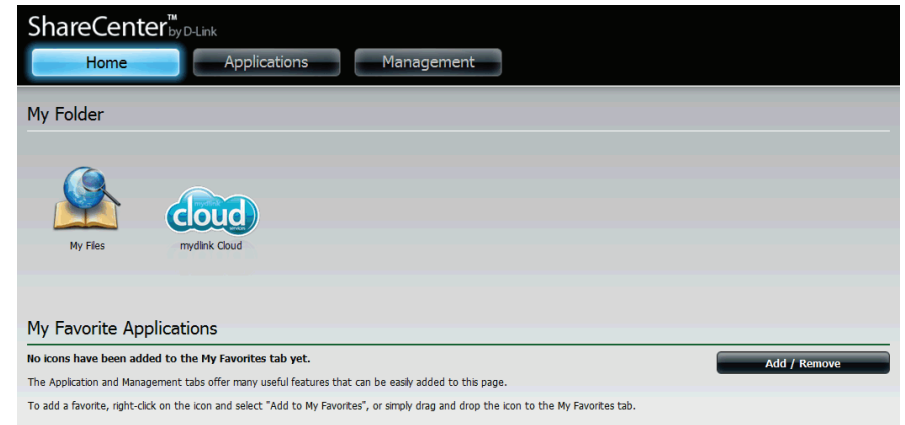 ShareCenter™ by D-Link
Home Applications Management
My Folder
cloud
My Files mydlink Cloud
My Favorite Applications
No icons have been added to the My Favorites tab yet.
Add / Remove
The Application and Management tabs offer many useful features that can be easily added to this page.
To add a favorite, right-click on the icon and select "Add to My Favorites", or simply drag and drop the icon to the My Favorites tab.